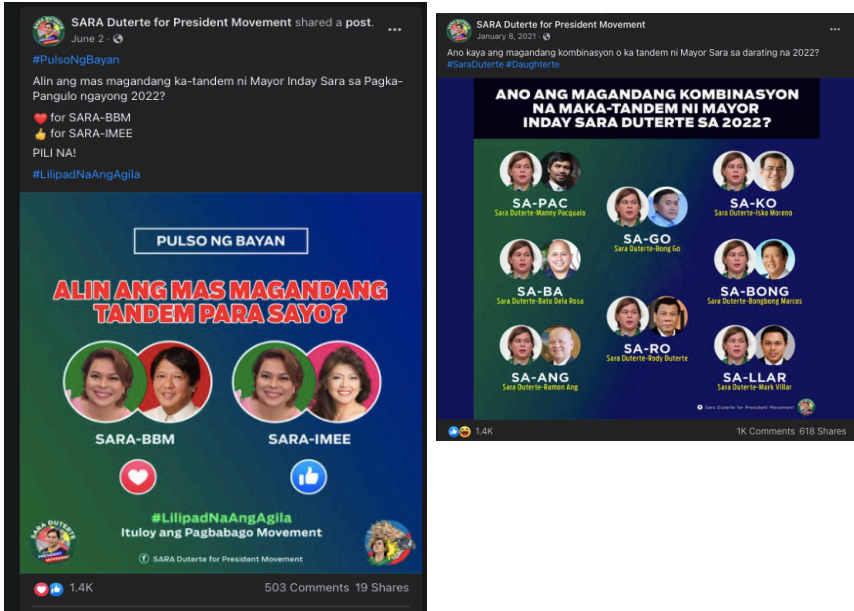 SARA Duterte for President Movement shared a post.
June 2
#PulsoNgBayan
Alin ang mas magandang ka-tandem ni Mayor Inday Sara sa Pagka-
Pangulo ngayong 2022?
for SARA-BBM
for SARA-IMEE
PILI NA!
#LilipadNaAngAgila
PULSO NG BAYAN
ALIN ANG MAS MAGANDANG
TANDEM PARA SAYO?
SARA-BBM
SARA-IMEE
#LilipadNaAngAgila
Ituloy ang Pagbabago Movement
SARA DUTERTE
PRESIDENT
MOVEMENT
SARA Duterte for President Movement
1.4K
503 Comments 19 Shares
SARA Duterte for President Movement
January 8, 2021
Ano kaya ang magandang kombinasyon o ka tandem ni Mayor Sara sa darating na 2022?
#SaraDuterte #Daughterte
ANO ANG MAGANDANG KOMBINASYON
NA MAKA-TANDEM NI MAYOR
INDAY SARA DUTERTE SA 2022?
SA-PAC
Sara Duterte-Manny Pacquaio
SA-KO
Sara Duterte-Isko Moreno
SA-GO
Sara Duterte-Bong Go
SA-BA
Sara Duterte-Bato Dela Rosa
SA-BONG
Sara Duterte-Bongbong Marcos
SA-RO
Sara Duterte-Rody Duterte
SA-ANG
Sara Duterte-Ramon Ang
SA-LLAR
Sara Duterte-Mark Villar
Sara Duterte for President Movement
1.4K
1K Comments 618 Shares